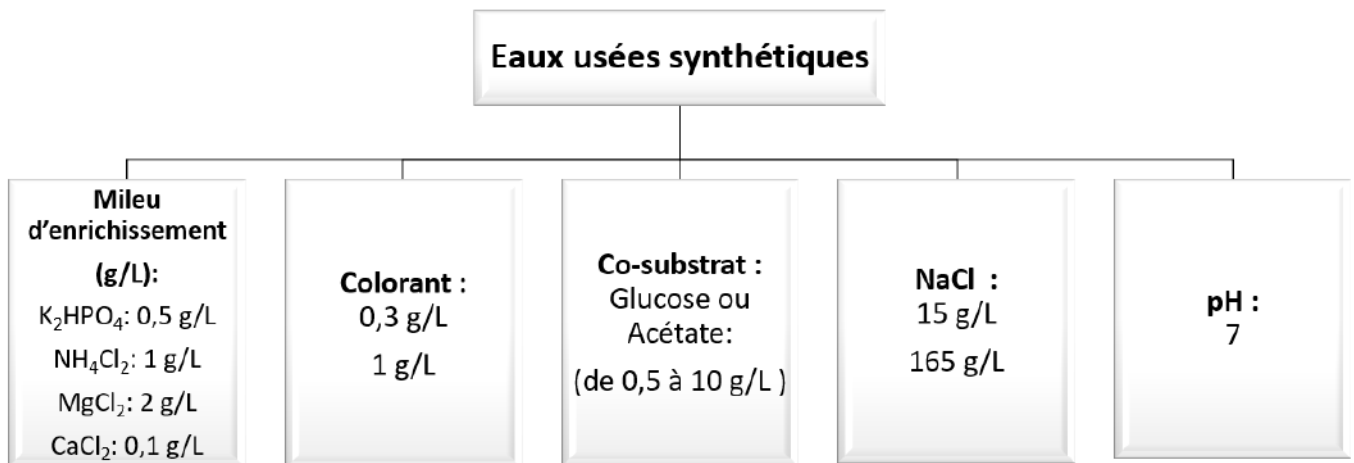 Eaux usées synthétiques
Mileu
d'enrichissement
(g/L):
K₂HPO₄: 0,5 g/L
NH₄Cl₂: 1 g/L
MgCl₂: 2 g/L
CaCl₂: 0,1 g/L
Colorant :
0,3 g/L
1 g/L
Co-substrat :
Glucose ou
Acétate:
(de 0,5 à 10 g/L )
NaCl :
15 g/L
165 g/L
pH :
7